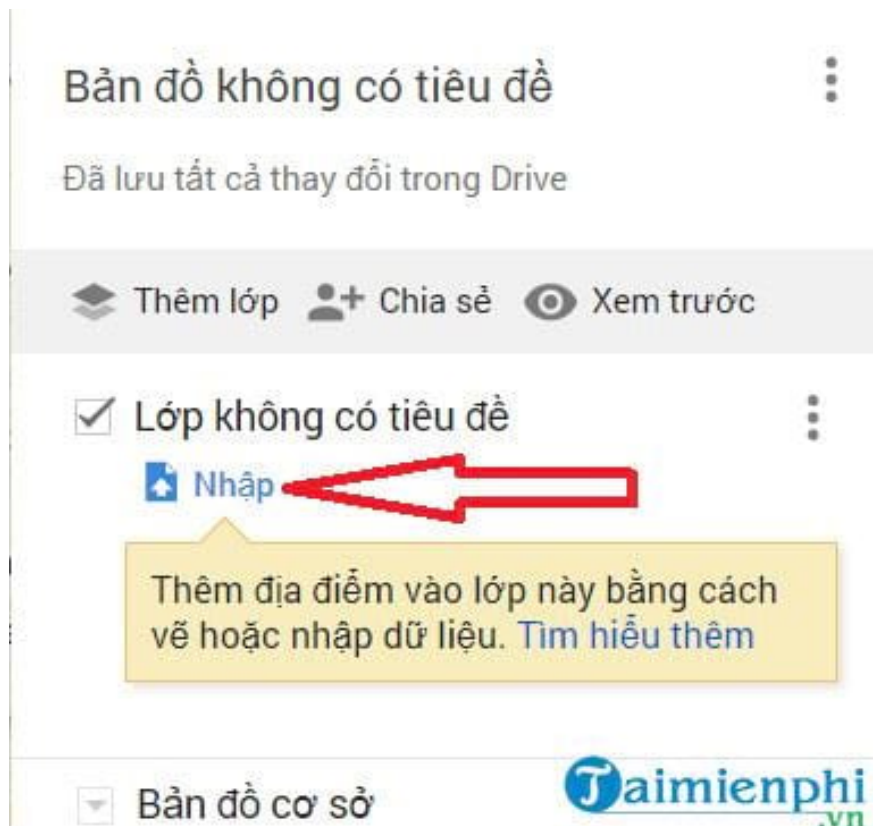 Bản đồ không có tiêu đề
Đã lưu tất cả thay đổi trong Drive
Thêm lớp Chia sẻ Xem trước
Lớp không có tiêu đề
Nhập
Thêm địa điểm vào lớp này bằng cách
vẽ hoặc nhập dữ liệu. Tìm hiểu thêm
Bản đồ cơ sở
Taimienphi
.vn